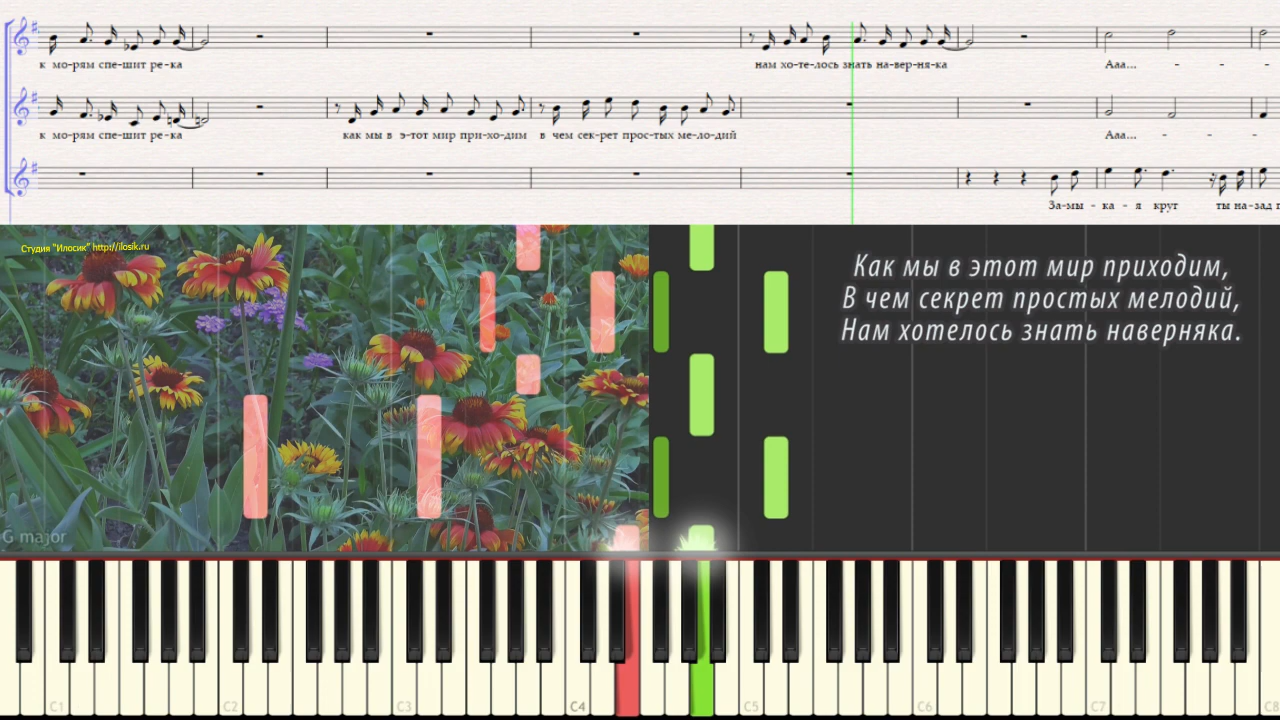 к мо-рям спе-шит ре-ка
нам хо-те-лось знать на-вер-ня-ка
Ааа... - - -
к мо-рям спе-шит ре-ка
как мы в э-тот мир при-хо-дим
в чем сек-рет прос-тых ме-ло-дий
Ааа... - - -
За-мы - ка - я круг
ты на-зад
Студия "Илосик" http://ilosik.ru
Как мы в этот мир приходим,
В чем секрет простых мелодий,
Нам хотелось знать наверняка.
G major
C1 C2 C3 C4 C5 C6 C7 C8